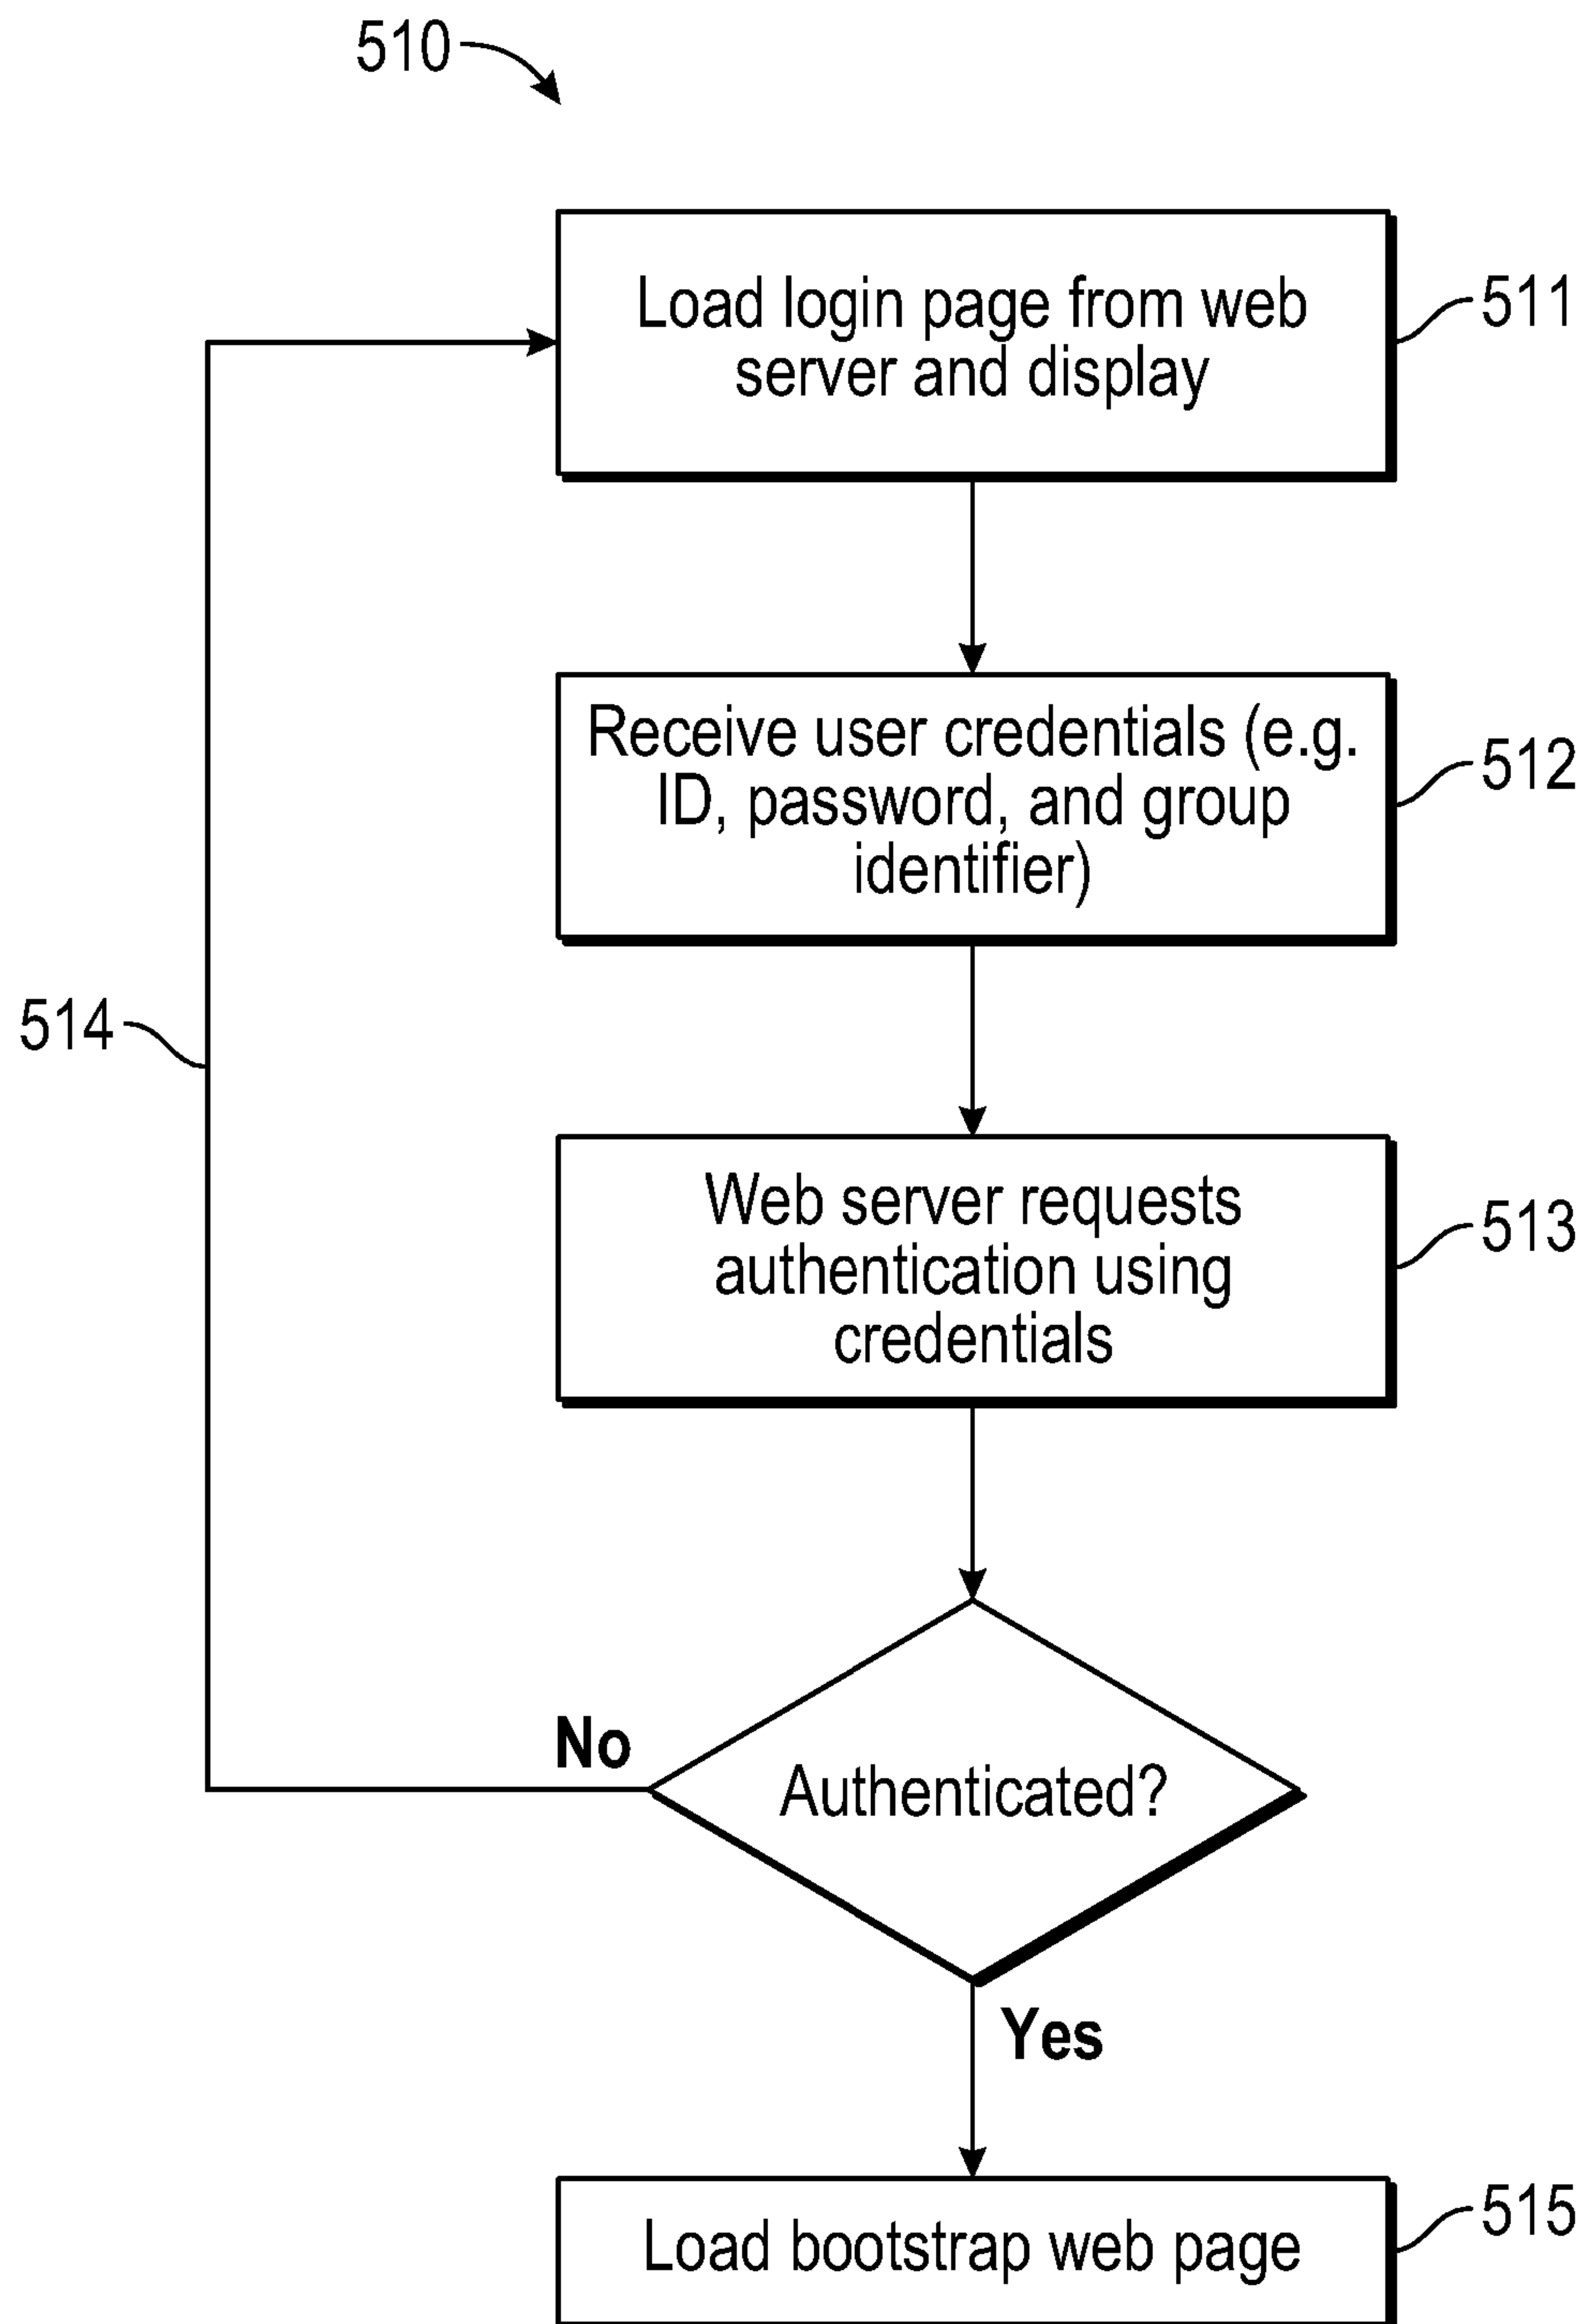 510
Load login page from web
server and display
511
Receive user credentials (e.g.
ID, password, and group
identifier)
512
514
Web server requests
authentication using
credentials
513
No
Authenticated?
Yes
Load bootstrap web page
515